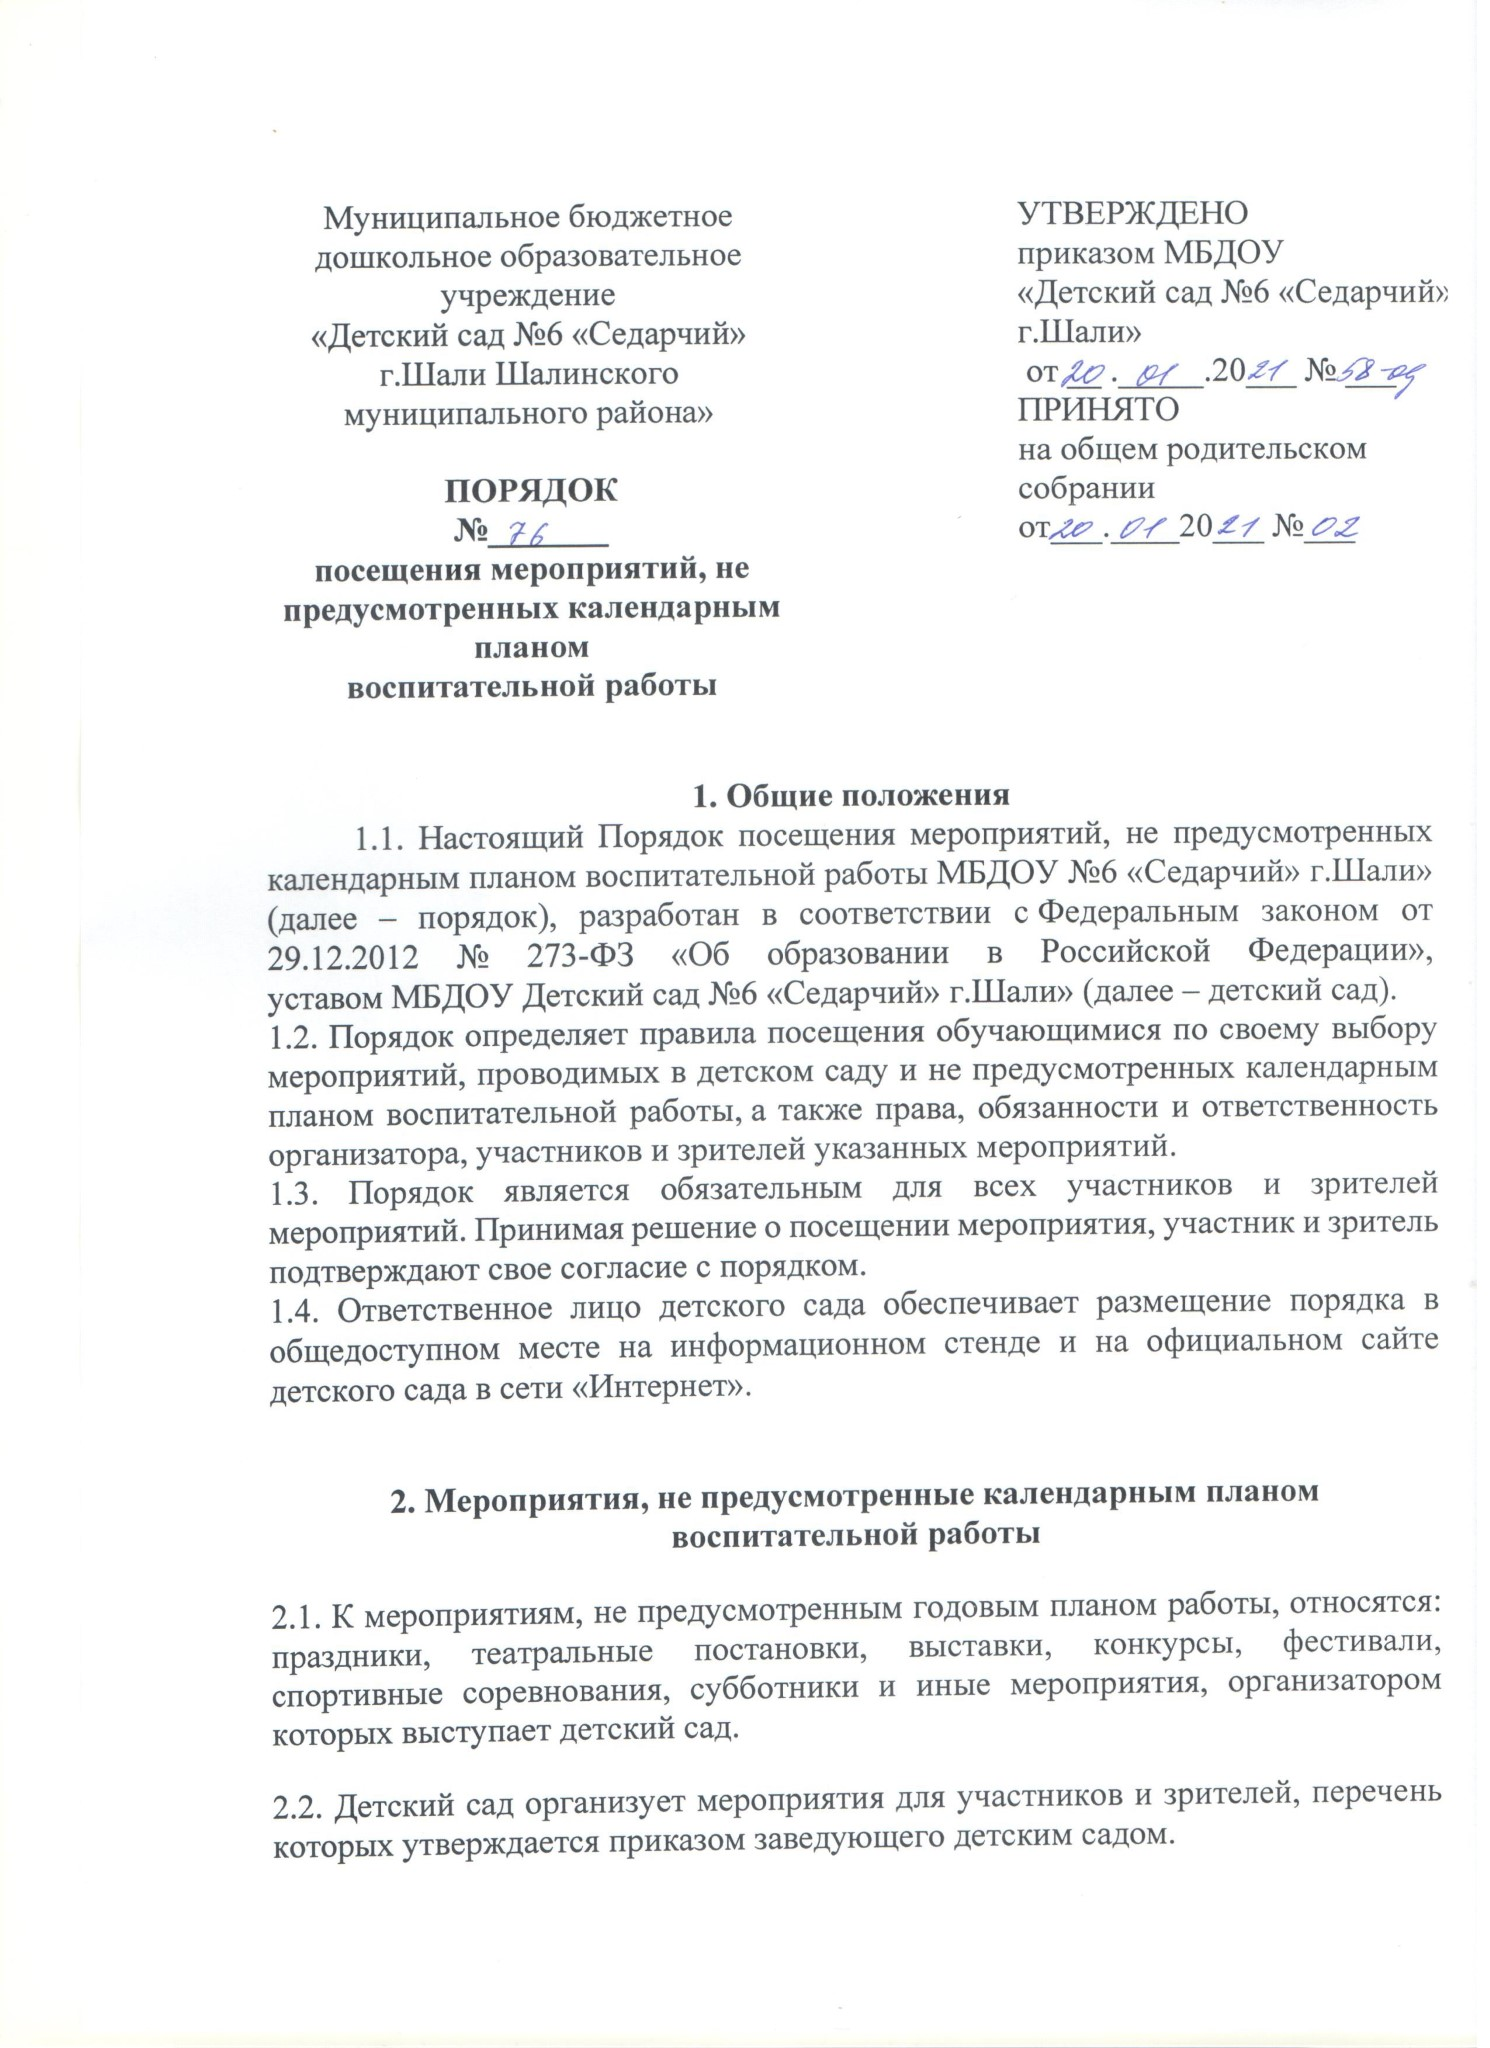 Муниципальное бюджетное
дошкольное образовательное
учреждение
«Детский сад №6 «Седарчий»
г.Шали Шалинского
муниципального района»
ПОРЯДОК
№ 76
посещения мероприятий, не
предусмотренных календарным
планом
воспитательной работы
УТВЕРЖДЕНО
приказом МБДОУ
«Детский сад №6 «Седарчий»
г.Шали»
от 20 . 01 .2021 № 58-од
ПРИНЯТО
на общем родительском
собрании
от 20 . 01 2021 № 02
1. Общие положения
1.1. Настоящий Порядок посещения мероприятий, не предусмотренных
календарным планом воспитательной работы МБДОУ №6 «Седарчий» г.Шали»
(далее – порядок), разработан в соответствии с Федеральным законом от
29.12.2012 № 273-ФЗ «Об образовании в Российской Федерации»,
уставом МБДОУ Детский сад №6 «Седарчий» г.Шали» (далее – детский сад).
1.2. Порядок определяет правила посещения обучающимися по своему выбору
мероприятий, проводимых в детском саду и не предусмотренных календарным
планом воспитательной работы, а также права, обязанности и ответственность
организатора, участников и зрителей указанных мероприятий.
1.3. Порядок является обязательным для всех участников и зрителей
мероприятий. Принимая решение о посещении мероприятия, участник и зритель
подтверждают свое согласие с порядком.
1.4. Ответственное лицо детского сада обеспечивает размещение порядка в
общедоступном месте на информационном стенде и на официальном сайте
детского сада в сети «Интернет».
2. Мероприятия, не предусмотренные календарным планом
воспитательной работы
2.1. К мероприятиям, не предусмотренным годовым планом работы, относятся:
праздники, театральные постановки, выставки, конкурсы, фестивали,
спортивные соревнования, субботники и иные мероприятия, организатором
которых выступает детский сад.
2.2. Детский сад организует мероприятия для участников и зрителей, перечень
которых утверждается приказом заведующего детским садом.